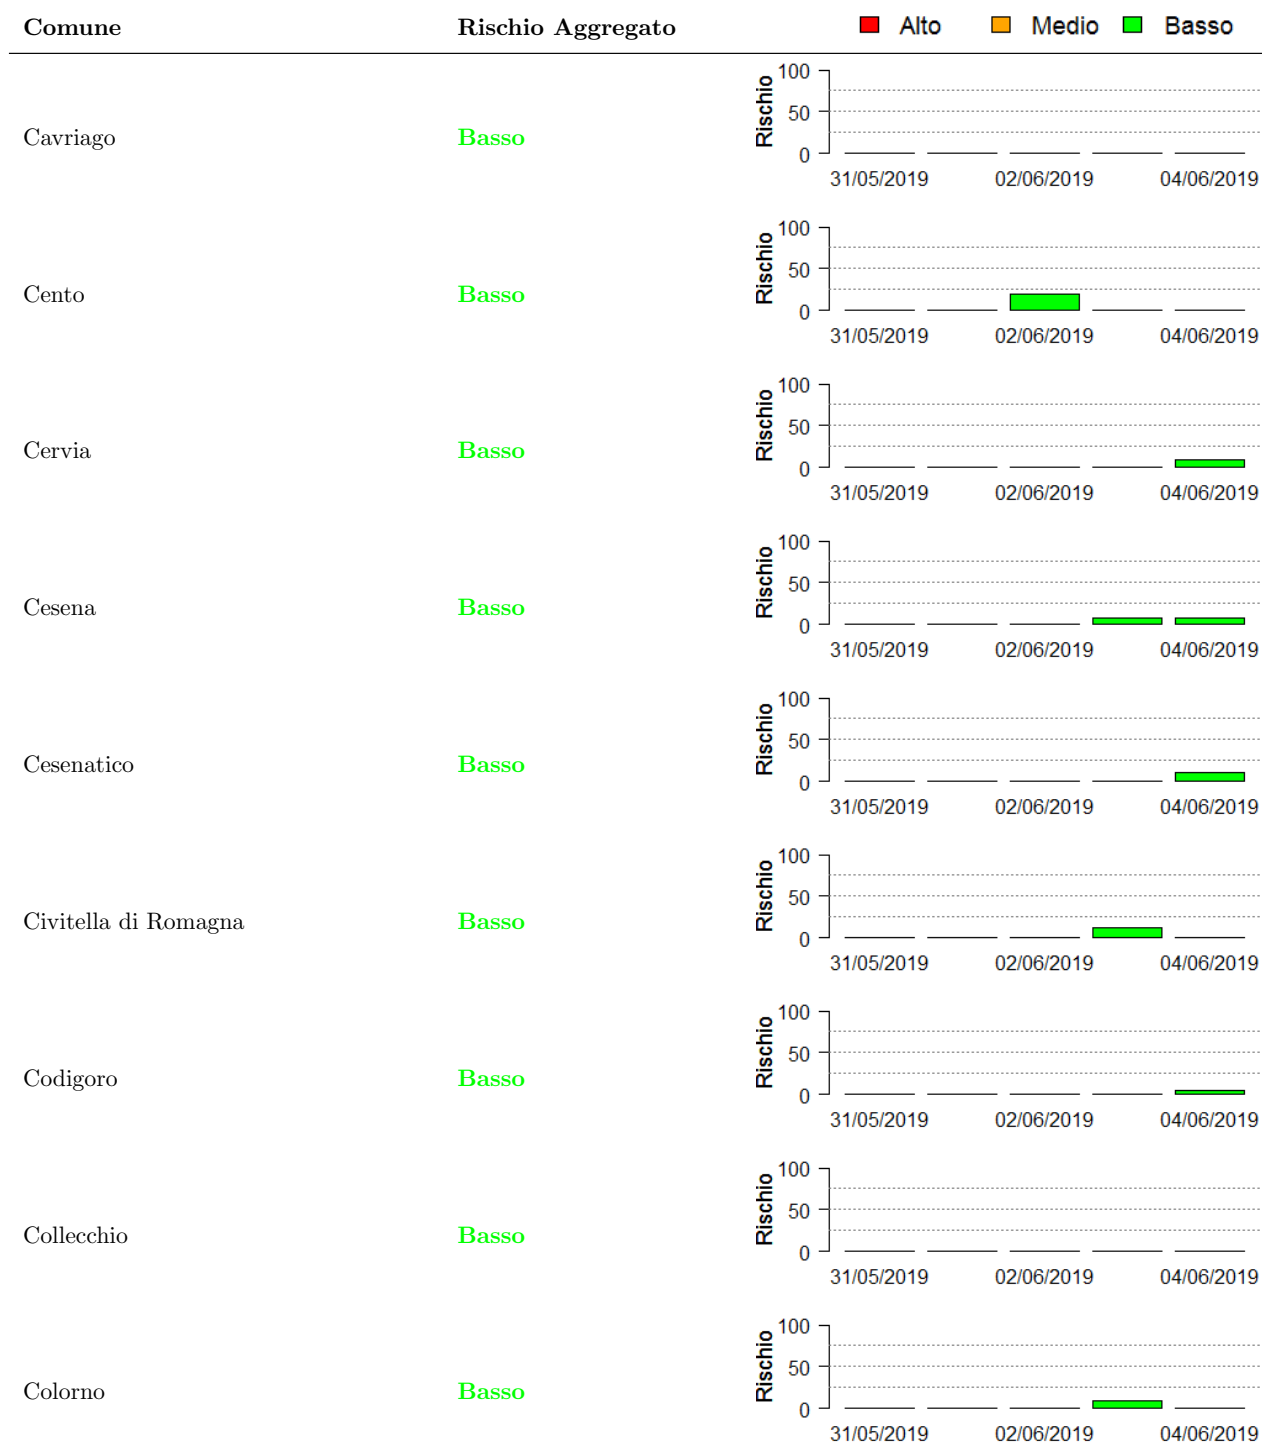 Comune Rischio Aggregato Alto Medio Basso
100
50
0
Rischio
Cavriago Basso
31/05/2019 02/06/2019 04/06/2019
100
50
0
Rischio
Cento Basso
31/05/2019 02/06/2019 04/06/2019
100
50
0
Rischio
Cervia Basso
31/05/2019 02/06/2019 04/06/2019
100
50
0
Rischio
Cesena Basso
31/05/2019 02/06/2019 04/06/2019
100
50
0
Rischio
Cesenatico Basso
31/05/2019 02/06/2019 04/06/2019
100
50
0
Rischio
Civitella di Romagna Basso
31/05/2019 02/06/2019 04/06/2019
100
50
0
Rischio
Codigoro Basso
31/05/2019 02/06/2019 04/06/2019
100
50
0
Rischio
Collecchio Basso
31/05/2019 02/06/2019 04/06/2019
100
50
0
Rischio
Colorno Basso
31/05/2019 02/06/2019 04/06/2019